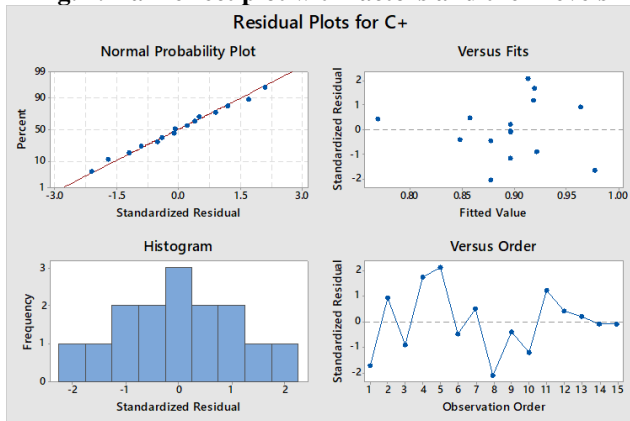 Residual Plots for C+
Normal Probability Plot
Versus Fits
99
90
50
10
1
Percent
-3.0 -1.5 0.0 1.5 3.0
Standardized Residual
2
1
0
-1
-2
Standardized Residual
0.80 0.85 0.90 0.95 1.00
Fitted Value
Histogram
Versus Order
3
2
1
0
Frequency
-2 -1 0 1 2
Standardized Residual
2
1
0
-1
-2
Standardized Residual
1 2 3 4 5 6 7 8 9 10 11 12 13 14 15
Observation Order